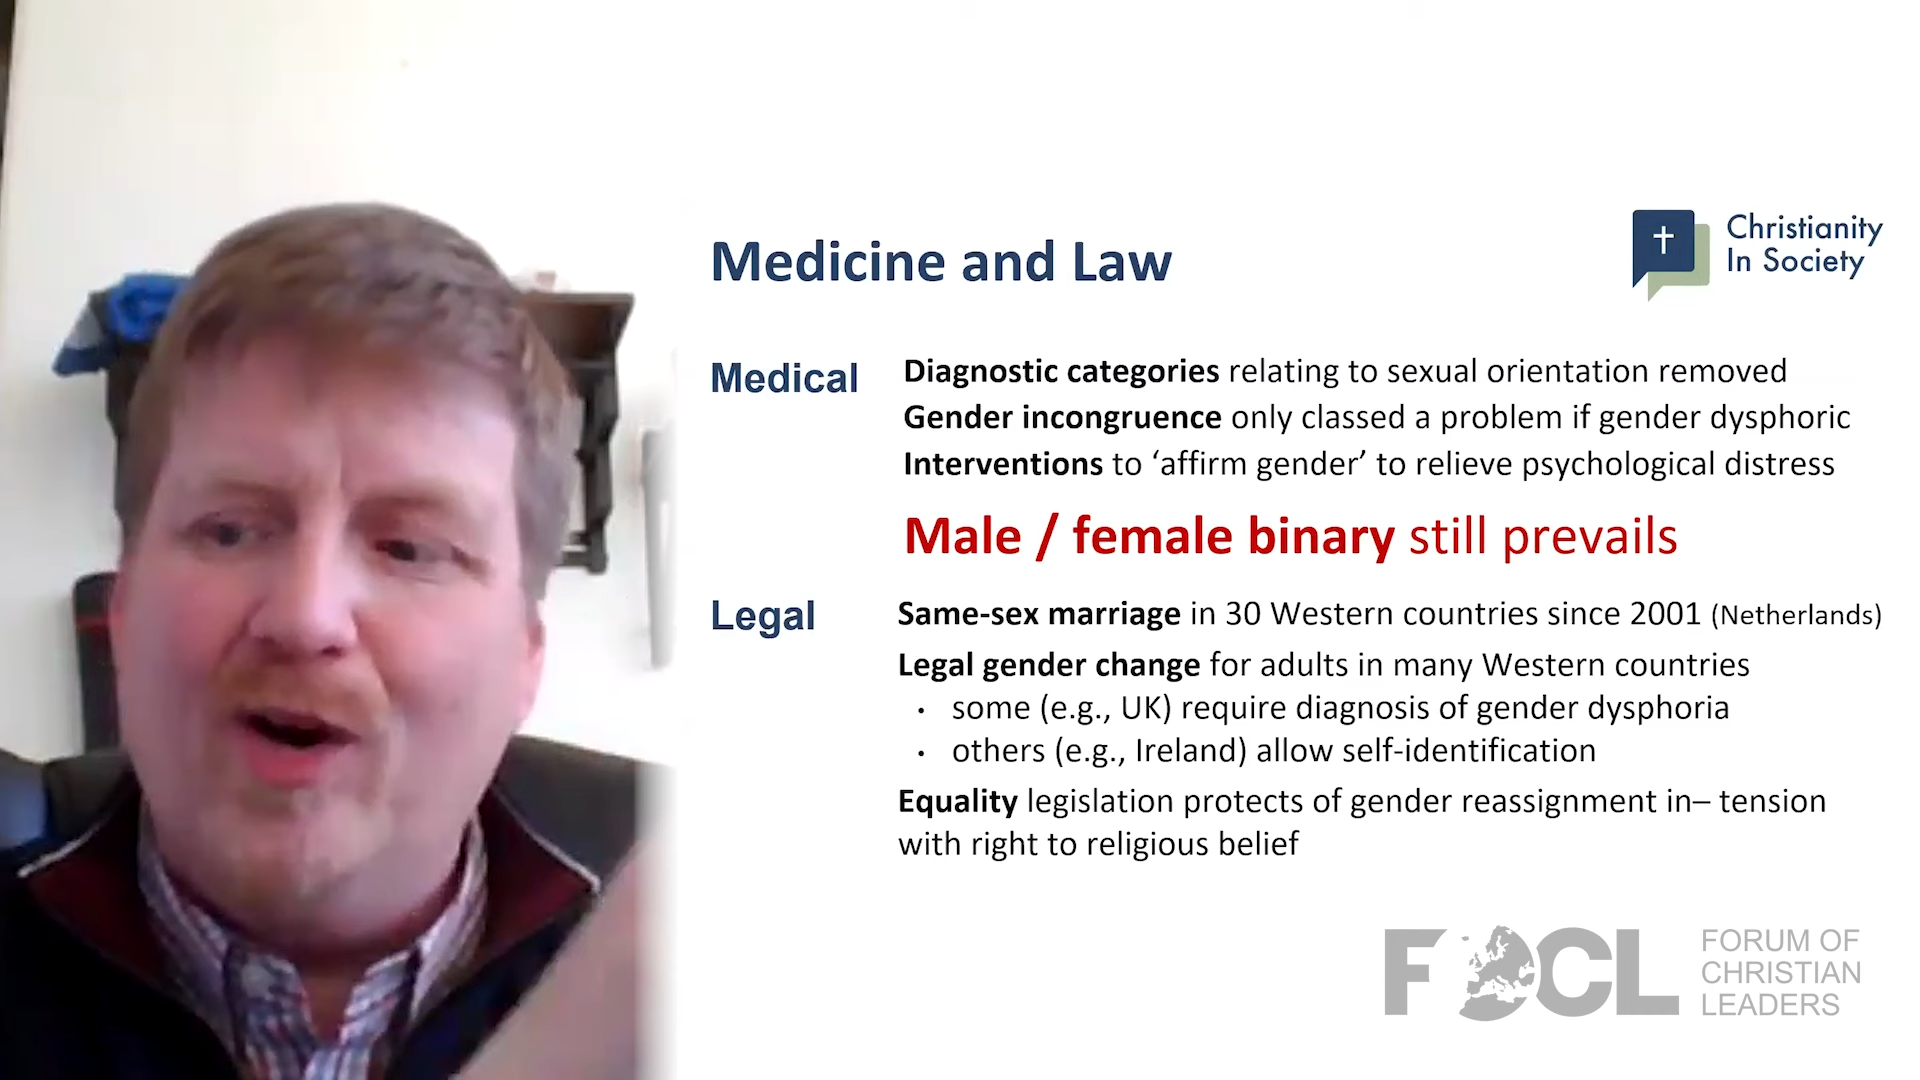 Christianity
In Society
Medicine and Law
Medical
Diagnostic categories relating to sexual orientation removed
Gender incongruence only classed a problem if gender dysphoric
Interventions to ‘affirm gender’ to relieve psychological distress
Male / female binary still prevails
Legal
Same-sex marriage in 30 Western countries since 2001 (Netherlands)
Legal gender change for adults in many Western countries
• some (e.g., UK) require diagnosis of gender dysphoria
• others (e.g., Ireland) allow self-identification
Equality legislation protects of gender reassignment in– tension
with right to religious belief
FOCL
FORUM OF
CHRISTIAN
LEADERS